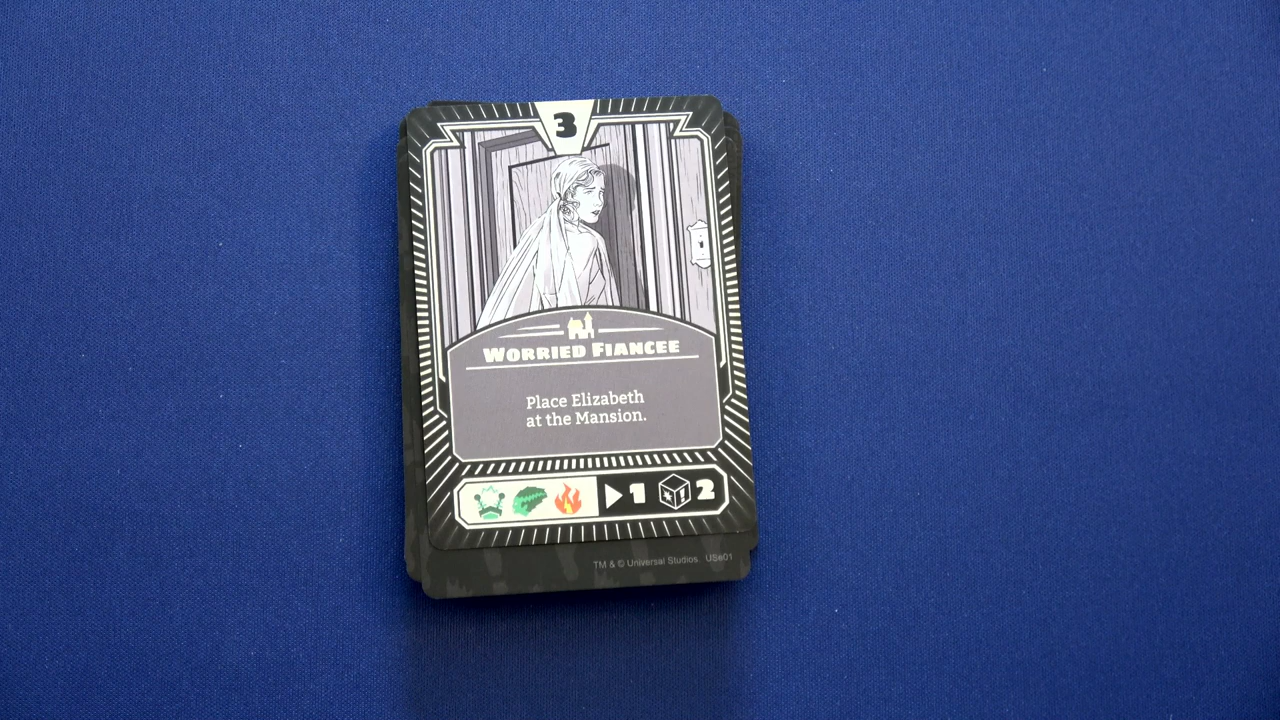 3
WORRIED FIANCEE
Place Elizabeth
at the Mansion.
1 2
TM & © Universal Studios. USe01